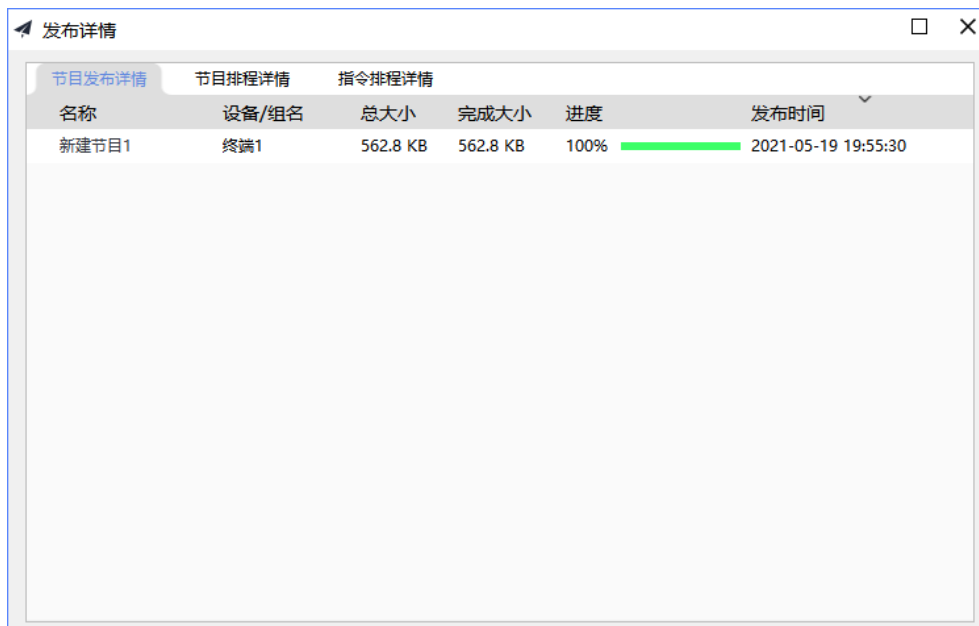 发布详情
节目发布详情 节目排程详情 指令排程详情
名称 设备/组名 总大小 完成大小 进度 发布时间
新建节目1 终端1 562.8 KB 562.8 KB 100% 2021-05-19 19:55:30